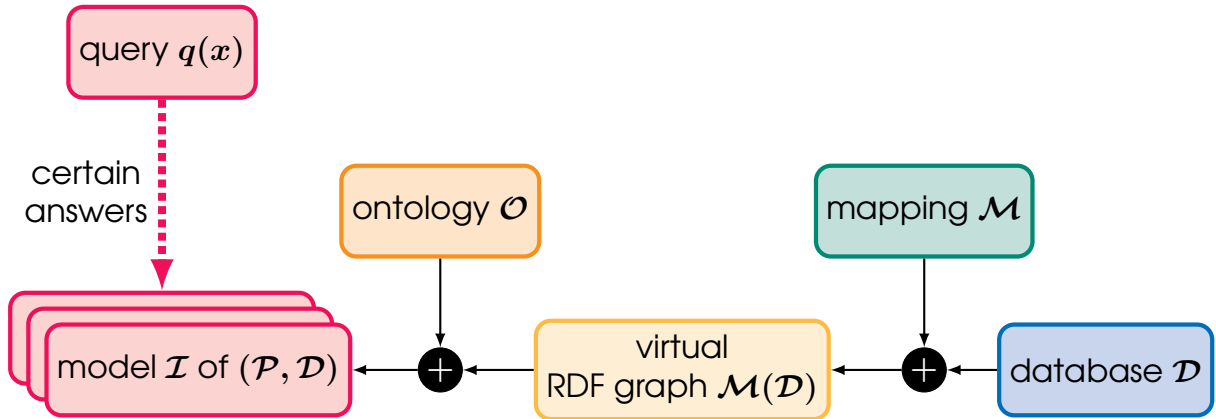 query q(x)
certain
answers
ontology 𝒪
mapping ℳ
model ℐ of (𝒫, 𝒟)
+
virtual
RDF graph ℳ(𝒟)
+
database 𝒟